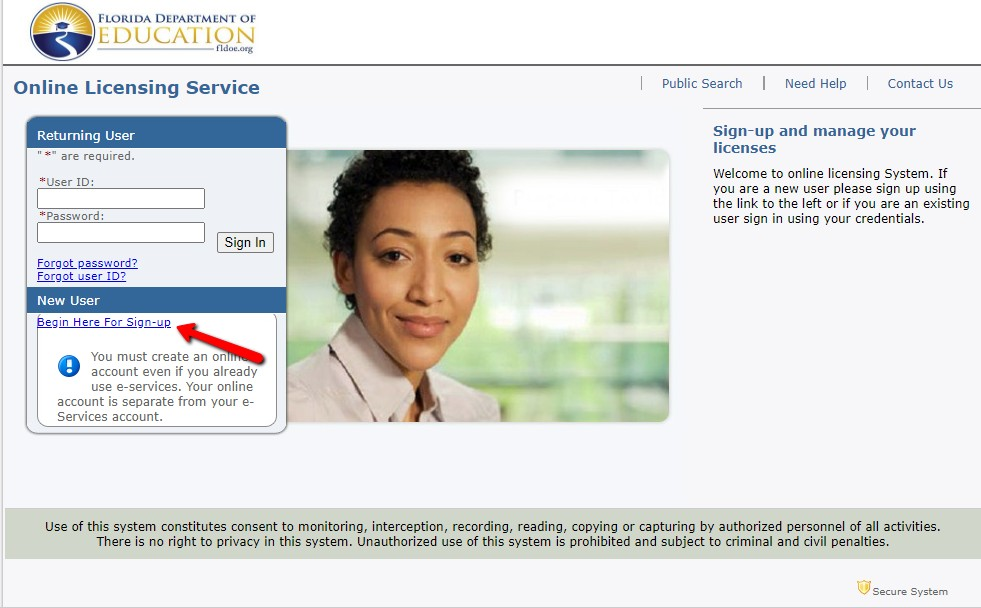 FLORIDA DEPARTMENT OF
EDUCATION
fldoe.org
Online Licensing Service
Public Search
Need Help
Contact Us
Returning User
"*" are required.
*User ID:
*Password:
Sign In
Forgot password?
Forgot user ID?
New User
Begin Here For Sign-up
You must create an online
account even if you already
use e-services. Your online
account is separate from your e-
Services account.
Sign-up and manage your
licenses
Welcome to online licensing System. If
you are a new user please sign up using
the link to the left or if you are an existing
user sign in using your credentials.
Use of this system constitutes consent to monitoring, interception, recording, reading, copying or capturing by authorized personnel of all activities.
There is no right to privacy in this system. Unauthorized use of this system is prohibited and subject to criminal and civil penalties.
Secure System